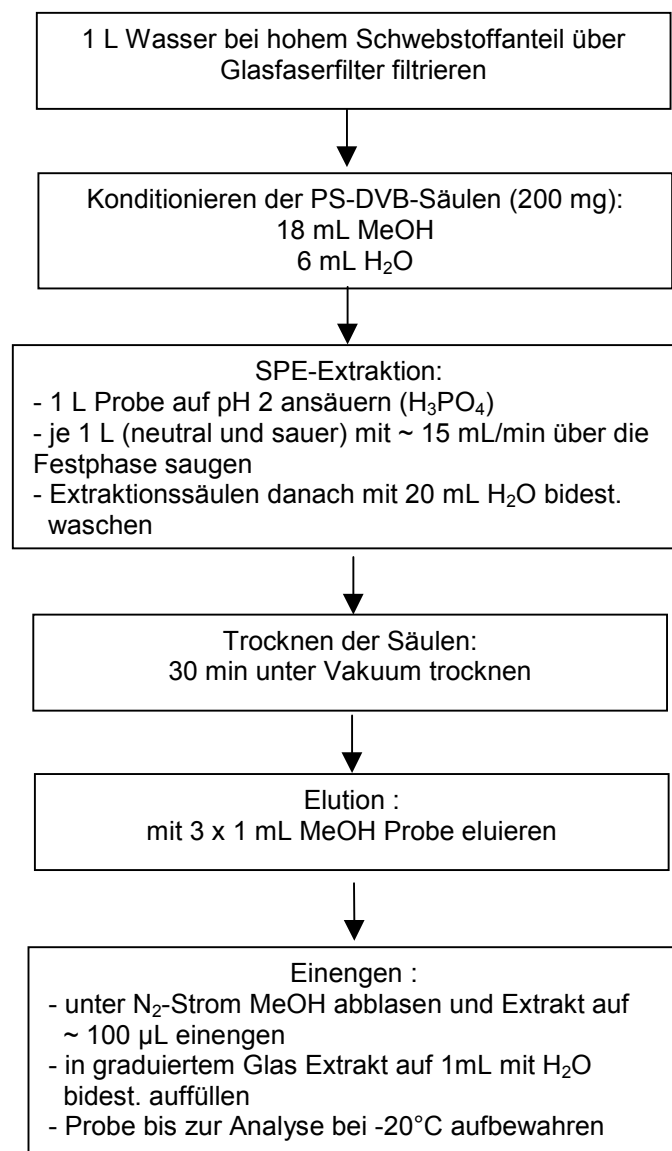 1 L Wasser bei hohem Schwebstoffanteil über
Glasfaserfilter filtrieren
Konditionieren der PS-DVB-Säulen (200 mg):
18 mL MeOH
6 mL H₂O
SPE-Extraktion:
- 1 L Probe auf pH 2 ansäuern (H₃PO₄)
- je 1 L (neutral und sauer) mit ~ 15 mL/min über die
Festphase saugen
- Extraktionssäulen danach mit 20 mL H₂O bidest.
waschen
Trocknen der Säulen:
30 min unter Vakuum trocknen
Elution :
mit 3 x 1 mL MeOH Probe eluieren
Einengen :
- unter N₂-Strom MeOH abblasen und Extrakt auf
~ 100 µL einengen
- in graduiertem Glas Extrakt auf 1mL mit H₂O
bidest. auffüllen
- Probe bis zur Analyse bei -20°C aufbewahren